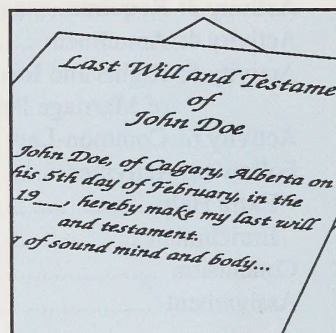 Last Will and Testame
of
John Doe
John Doe, of Calgary, Alberta on
his 5th day of February, in the
19__, hereby make my last will
and testament.
of sound mind and body...